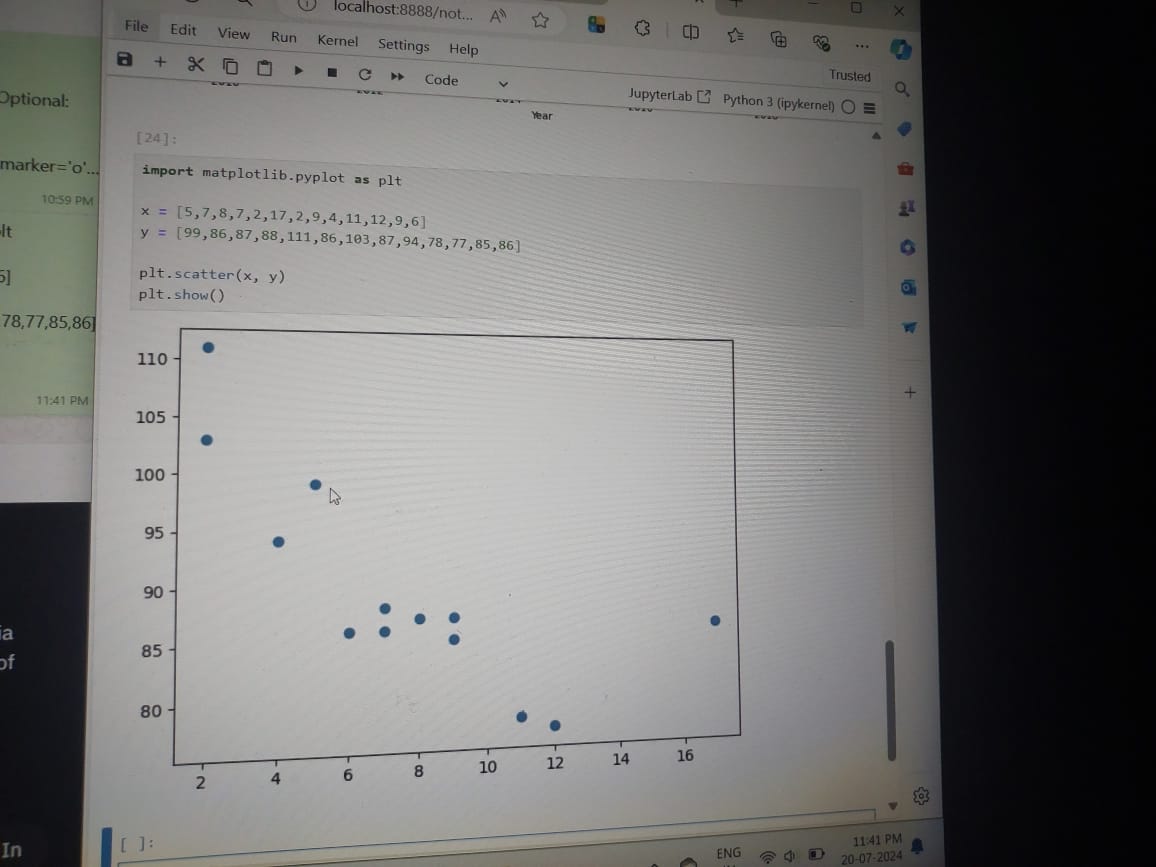 localhost:8888/not...
File Edit View Run Kernel Settings Help
Trusted
Code
JupyterLab Python 3 (ipykernel)
Year
[24]:
import matplotlib.pyplot as plt
x = [5,7,8,7,2,17,2,9,4,11,12,9,6]
y = [99,86,87,88,111,86,103,87,94,78,77,85,86]
plt.scatter(x, y)
plt.show()
110
105
100
95
90
85
80
2 4 6 8 10 12 14 16
[ ]:
Optional:
marker='o'...
10:59 PM
lt
5]
78,77,85,86]
11:41 PM
ia
of
In
ENG
11:41 PM
20-07-2024